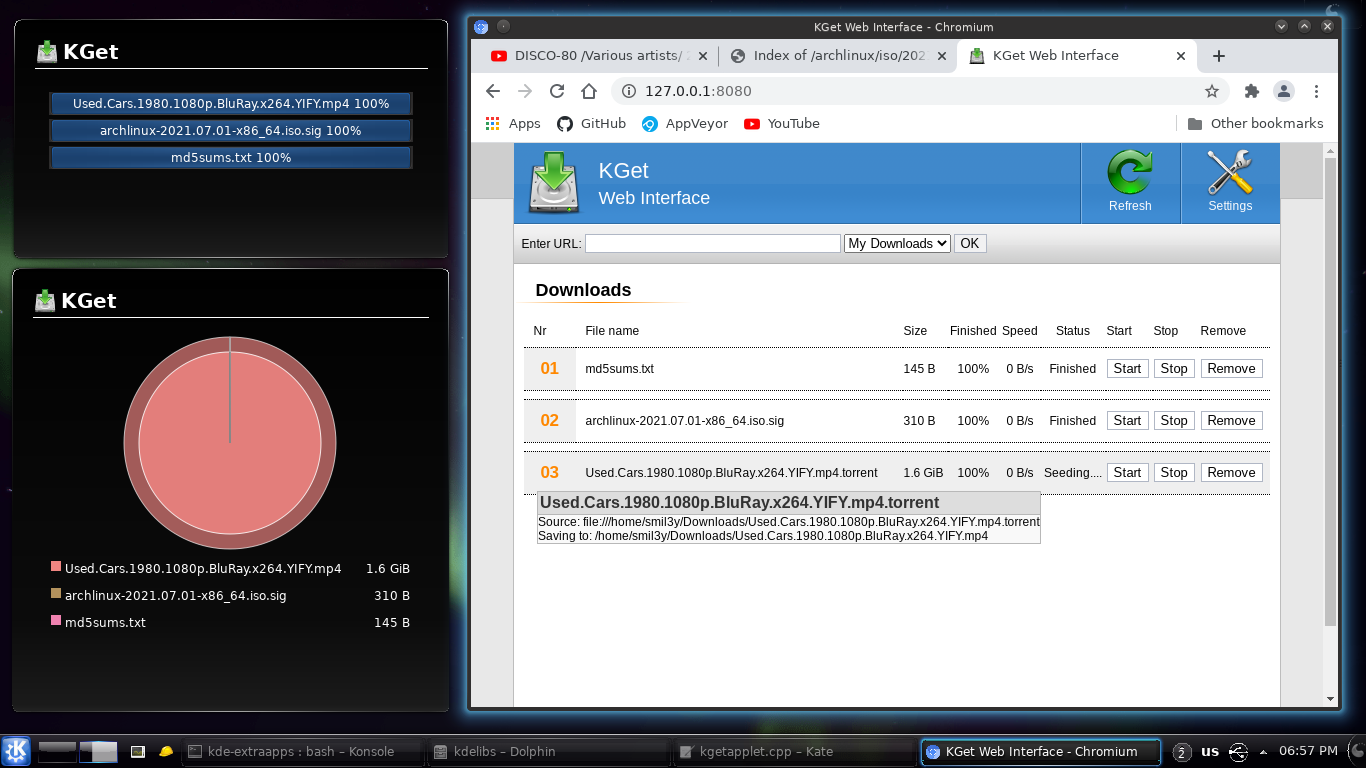 KGet
Used.Cars.1980.1080p.BluRay.x264.YIFY.mp4 100%
archlinux-2021.07.01-x86_64.iso.sig 100%
md5sums.txt 100%
KGet
Used.Cars.1980.1080p.BluRay.x264.YIFY.mp4 1.6 GiB
archlinux-2021.07.01-x86_64.iso.sig 310 B
md5sums.txt 145 B
KGet Web Interface - Chromium
DISCO-80 /Various artists/
Index of /archlinux/iso/202
KGet Web Interface
127.0.0.1:8080
Apps GitHub AppVeyor YouTube Other bookmarks
KGet
Web Interface
Refresh Settings
Enter URL: My Downloads OK
Downloads
Nr File name Size Finished Speed Status Start Stop Remove
01 md5sums.txt 145 B 100% 0 B/s Finished Start Stop Remove
02 archlinux-2021.07.01-x86_64.iso.sig 310 B 100% 0 B/s Finished Start Stop Remove
03 Used.Cars.1980.1080p.BluRay.x264.YIFY.mp4.torrent 1.6 GiB 100% 0 B/s Seeding.... Start Stop Remove
Used.Cars.1980.1080p.BluRay.x264.YIFY.mp4.torrent
Source: file:///home/smil3y/Downloads/Used.Cars.1980.1080p.BluRay.x264.YIFY.mp4.torrent
Saving to: /home/smil3y/Downloads/Used.Cars.1980.1080p.BluRay.x264.YIFY.mp4
kde-extraapps : bash – Konsole
kdelibs – Dolphin
kgetapplet.cpp – Kate
KGet Web Interface - Chromium
2 us 06:57 PM